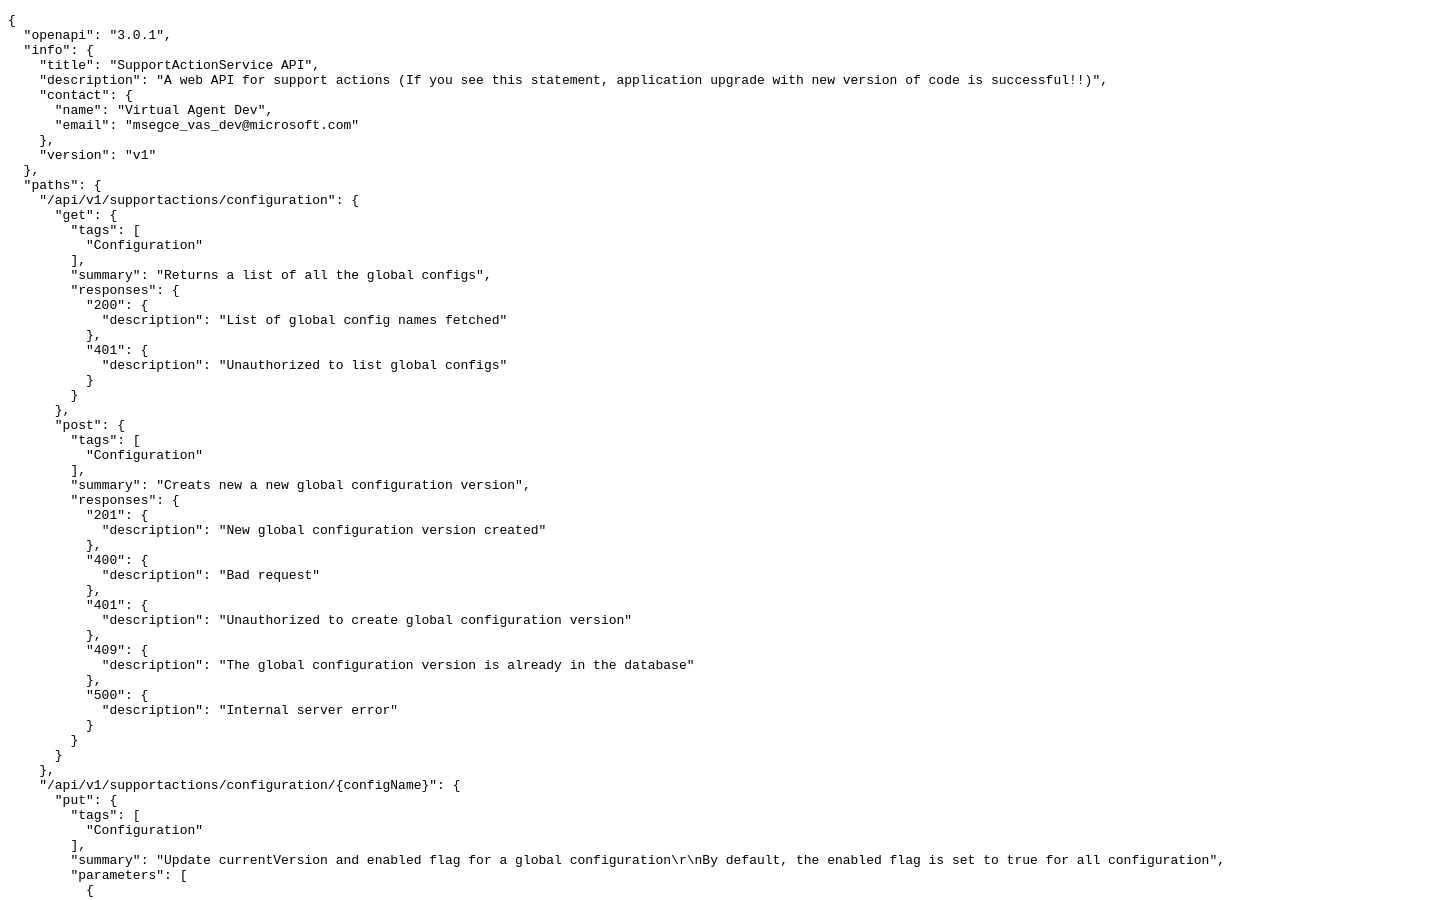 {
  "openapi": "3.0.1",
  "info": {
    "title": "SupportActionService API",
    "description": "A web API for support actions (If you see this statement, application upgrade with new version of code is successful!!)",
    "contact": {
      "name": "Virtual Agent Dev",
      "email": "msegce_vas_dev@microsoft.com"
    },
    "version": "v1"
  },
  "paths": {
    "/api/v1/supportactions/configuration": {
      "get": {
        "tags": [
          "Configuration"
        ],
        "summary": "Returns a list of all the global configs",
        "responses": {
          "200": {
            "description": "List of global config names fetched"
          },
          "401": {
            "description": "Unauthorized to list global configs"
          }
        }
      },
      "post": {
        "tags": [
          "Configuration"
        ],
        "summary": "Creats new a new global configuration version",
        "responses": {
          "201": {
            "description": "New global configuration version created"
          },
          "400": {
            "description": "Bad request"
          },
          "401": {
            "description": "Unauthorized to create global configuration version"
          },
          "409": {
            "description": "The global configuration version is already in the database"
          },
          "500": {
            "description": "Internal server error"
          }
        }
      }
    },
    "/api/v1/supportactions/configuration/{configName}": {
      "put": {
        "tags": [
          "Configuration"
        ],
        "summary": "Update currentVersion and enabled flag for a global configuration\r\nBy default, the enabled flag is set to true for all configuration",
        "parameters": [
          {